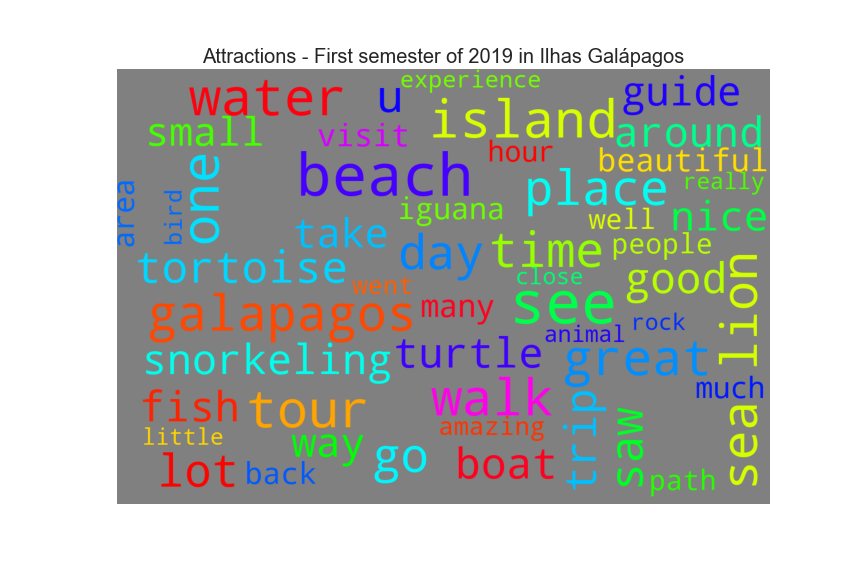 Attractions - First semester of 2019 in Ilhas Galápagos
experience
water
u
guide
island
small
visit
around
hour
beautiful
beach
really
area
bird
one
place
iguana
well
nice
take
day
time
people
tortoise
close
good
went
galapagos
many
see
rock
animal
sea lion
snorkeling
turtle
great
much
fish
tour
walk
trip
saw
amazing
little
way
go
boat
lot
back
path